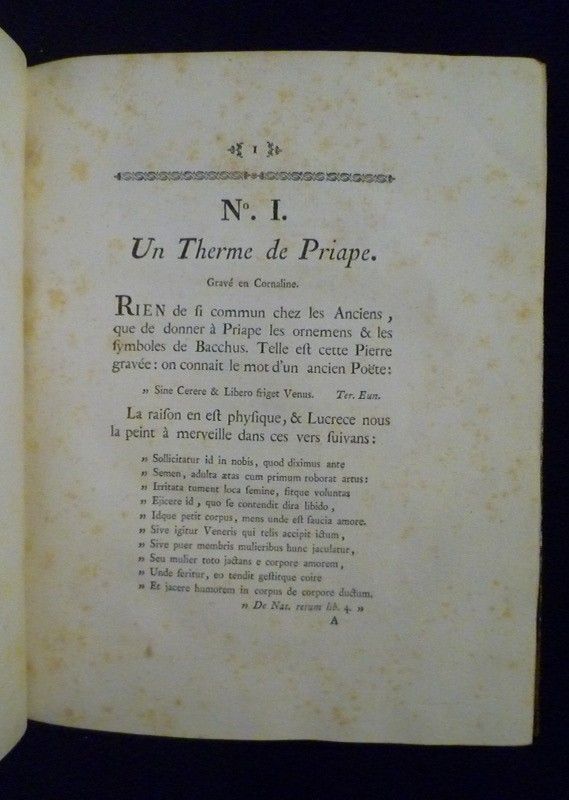 1
Nº. I.
Un Therme de Priape.
Gravé en Cornaline.
RIEN de ſi commun chez les Anciens,
que de donner à Priape les ornemens & les
ſymboles de Bacchus. Telle eſt cette Pierre
gravée: on connait le mot d'un ancien Poëte:
„ Sine Cerere & Libero friget Venus. Ter. Eun.
La raiſon en eſt phyſique, & Lucrece nous
la peint à merveille dans ces vers ſuivans:
„ Sollicitatur id in nobis, quod diximus ante
„ Semen, adulta ætas cum primum roborat artus:
„ Irritata tument loca ſemine, fitque voluntas
„ Ejicere id, quo ſe contendit dira libido,
„ Idque petit corpus, mens unde eſt ſaucia amore.
„ Sive igitur Veneris qui telis accipit ictum,
„ Sive puer membris mulieribus hunc jaculatur,
„ Seu mulier toto jactans e corpore amorem,
„ Unde feritur, eo tendit geſtitque coire
„ Et jacere humorem in corpus de corpore ductum.
„ De Nat. rerum lib. 4. „
A